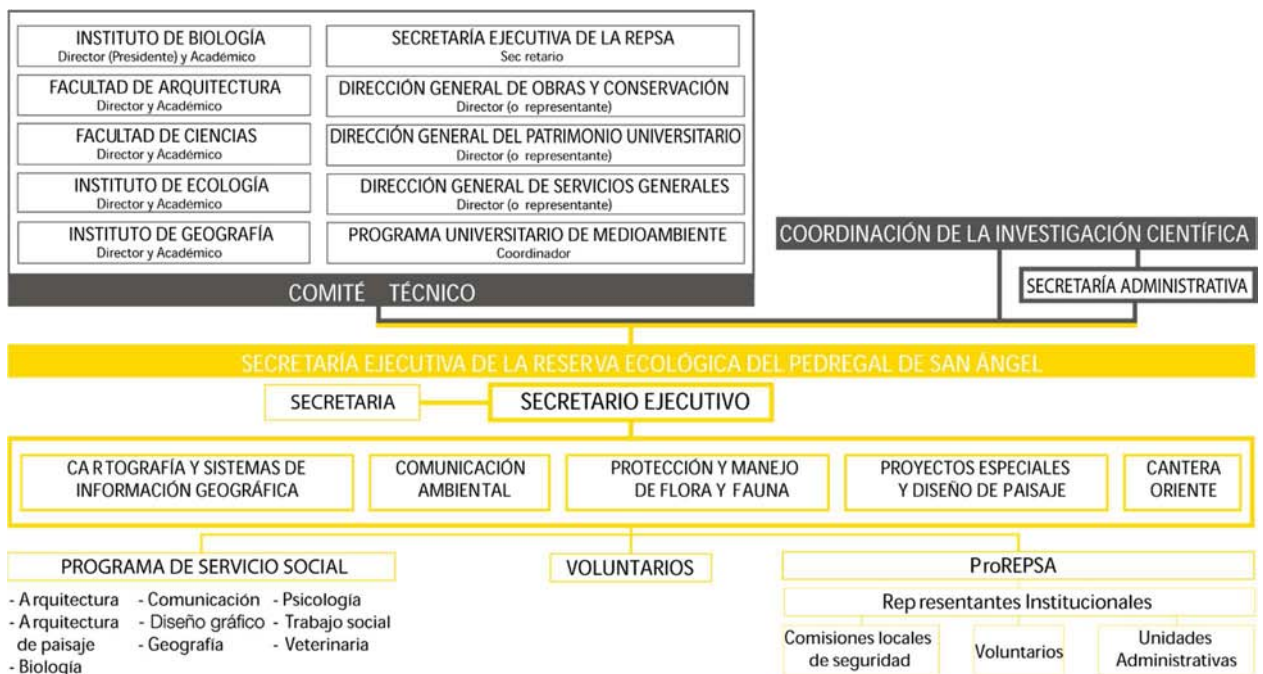 INSTITUTO DE BIOLOGÍA
Director (Presidente) y Académico
SECRETARÍA EJECUTIVA DE LA REPSA
Sec retario
FACULTAD DE ARQUITECTURA
Director y Académico
DIRECCIÓN GENERAL DE OBRAS Y CONSERVACIÓN
Director (o representante)
FACULTAD DE CIENCIAS
Director y Académico
DIRECCIÓN GENERAL DEL PATRIMONIO UNIVERSITARIO
Director (o representante)
INSTITUTO DE ECOLOGÍA
Director y Académico
DIRECCIÓN GENERAL DE SERVICIOS GENERALES
Director (o representante)
INSTITUTO DE GEOGRAFÍA
Director y Académico
PROGRAMA UNIVERSITARIO DE MEDIOAMBIENTE
Coordinador
COMITÉ TÉCNICO
COORDINACIÓN DE LA INVESTIGACIÓN CIENTÍFICA
SECRETARÍA ADMINISTRATIVA
SECRETARÍA EJECUTIVA DE LA RESERVA ECOLÓGICA DEL PEDREGAL DE SAN ÁNGEL
SECRETARIA
SECRETARIO EJECUTIVO
CA RTOGRAFÍA Y SISTEMAS DE
INFORMACIÓN GEOGRÁFICA
COMUNICACIÓN
AMBIENTAL
PROTECCIÓN Y MANEJO
DE FLORA Y FAUNA
PROYECTOS ESPECIALES
Y DISEÑO DE PAISAJE
CANTERA
ORIENTE
PROGRAMA DE SERVICIO SOCIAL
- Arquitectura
- Arquitectura
de paisaje
- Biología
- Comunicación
- Diseño gráfico
- Geografía
- Psicología
- Trabajo social
- Veterinaria
VOLUNTARIOS
ProREPSA
Rep resentantes Institucionales
Comisiones locales
de seguridad
Voluntarios
Unidades
Administrativas